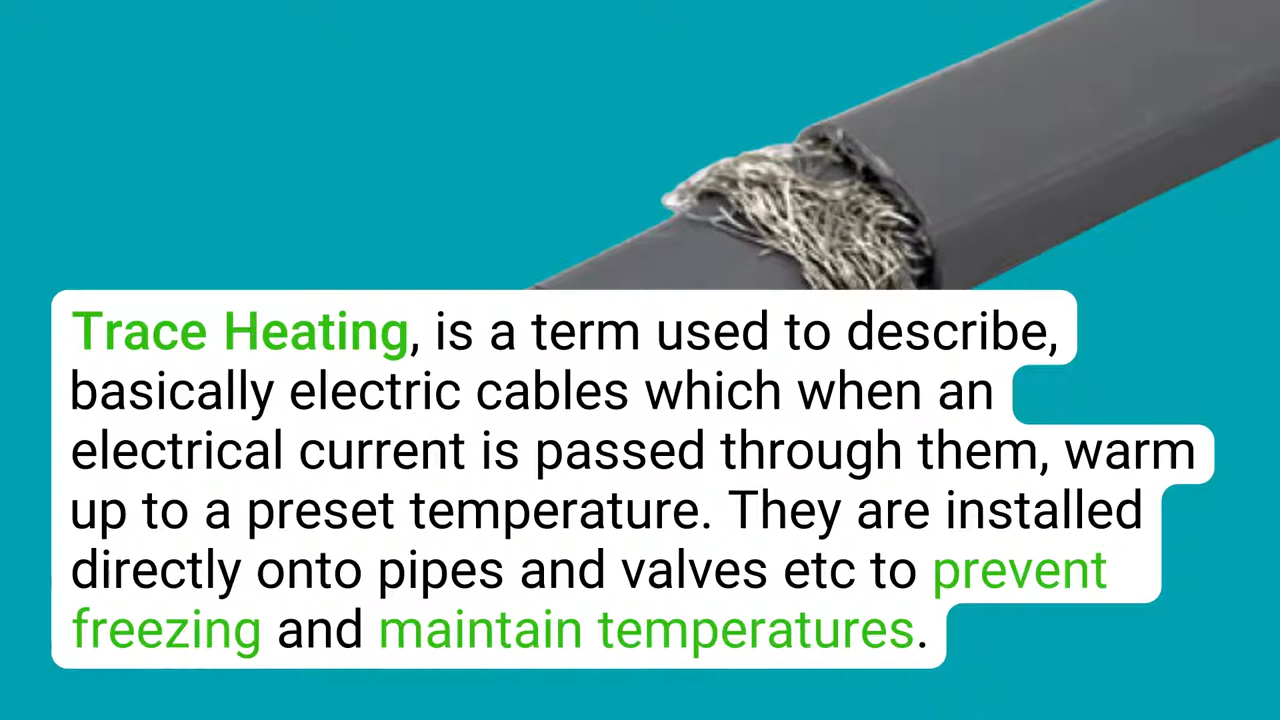 Trace Heating, is a term used to describe,
basically electric cables which when an
electrical current is passed through them, warm
up to a preset temperature. They are installed
directly onto pipes and valves etc to prevent
freezing and maintain temperatures.